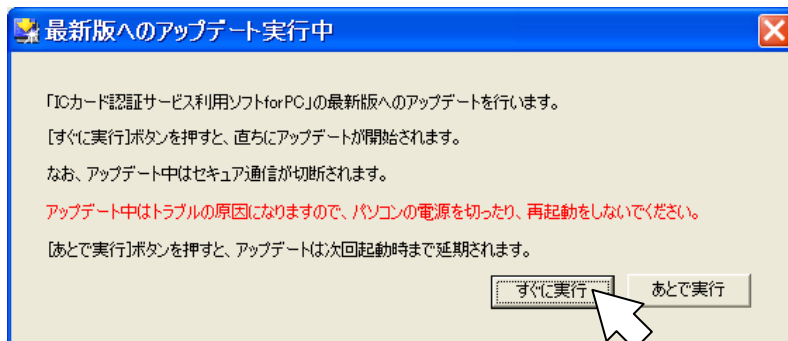 最新版へのアップデート実行中
「ICカード認証サービス利用ソフトforPC」の最新版へのアップデートを行います。
[すぐに実行]ボタンを押すと、直ちにアップデートが開始されます。
なお、アップデート中はセキュア通信が切断されます。
アップデート中はトラブルの原因になりますので、パソコンの電源を切ったり、再起動をしないでください。
[あとで実行]ボタンを押すと、アップデートは次回起動時まで延期されます。
すぐに実行 あとで実行